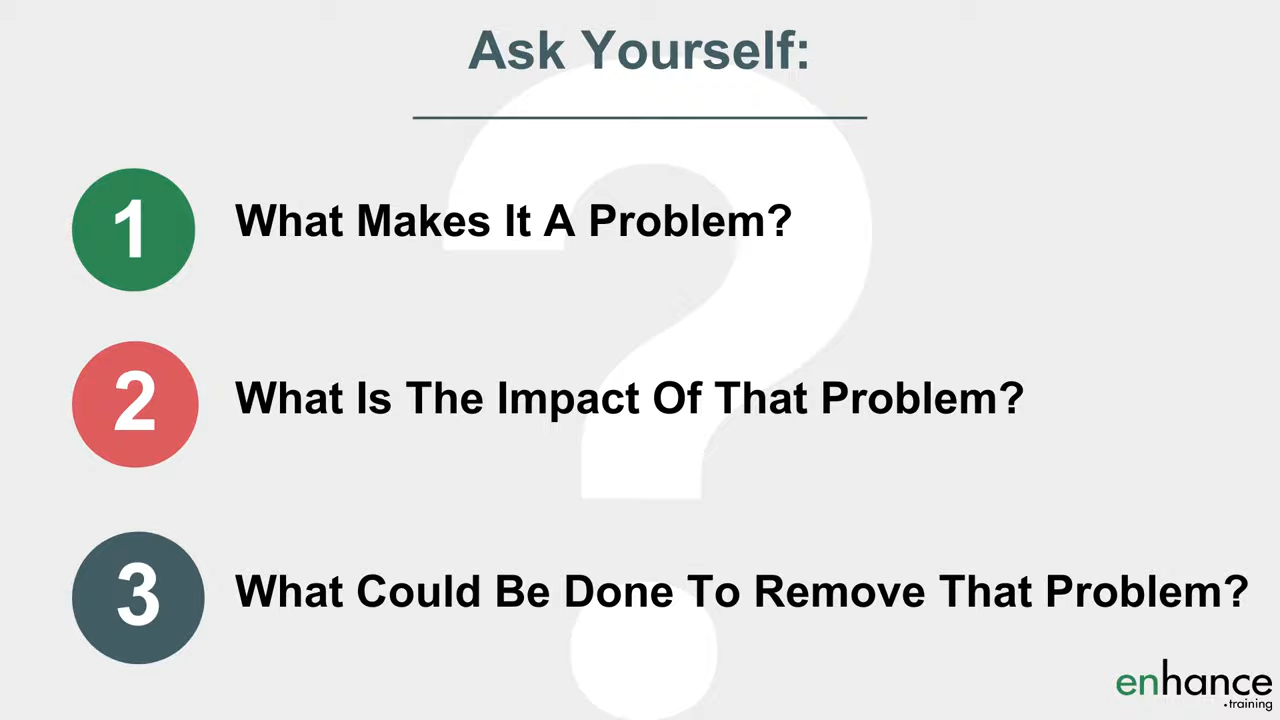 Ask Yourself:
1 What Makes It A Problem?
2 What Is The Impact Of That Problem?
3 What Could Be Done To Remove That Problem?
enhance
.training